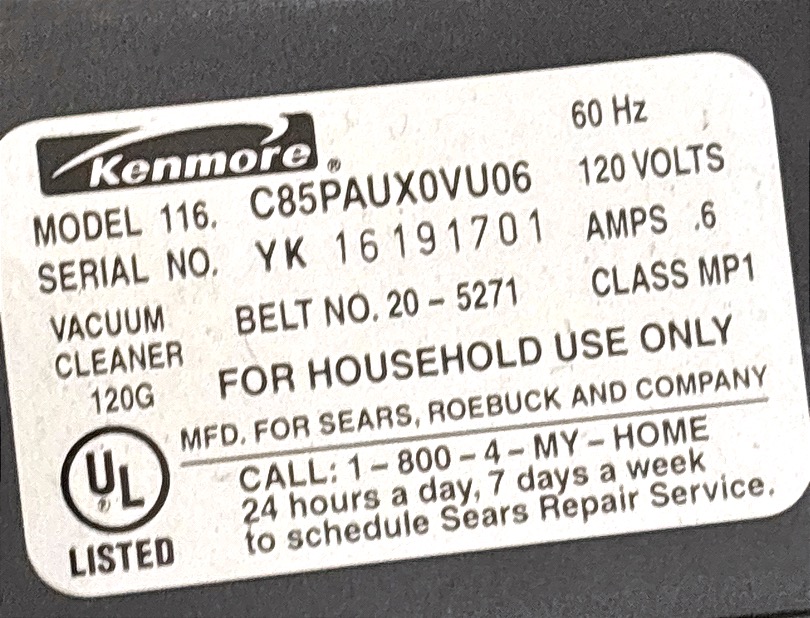 Kenmore®
60 Hz
MODEL 116. C85PAUX0VU06 120 VOLTS
SERIAL NO. YK 16191701 AMPS .6
VACUUM CLEANER 120G
BELT NO. 20-5271 CLASS MP1
FOR HOUSEHOLD USE ONLY
MFD. FOR SEARS, ROEBUCK AND COMPANY
UL®
LISTED
CALL: 1-800-4-MY-HOME
24 hours a day, 7 days a week
to schedule Sears Repair Service.